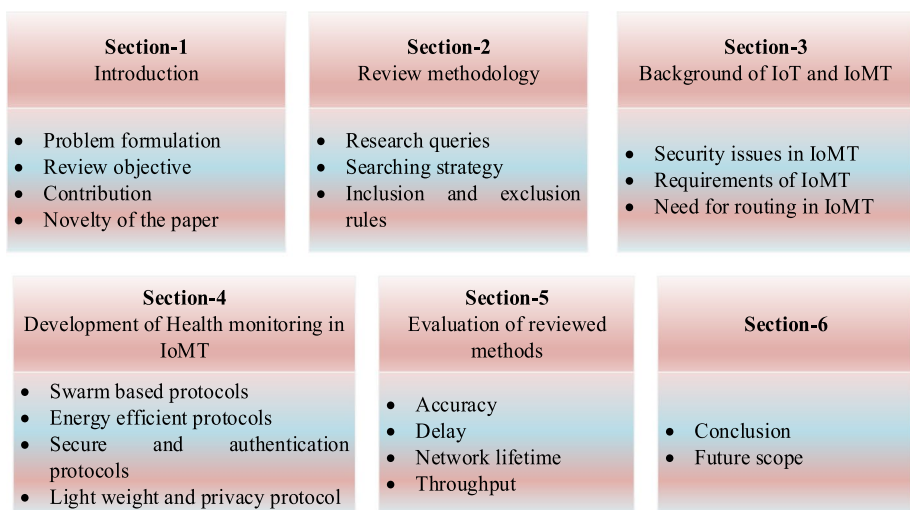 Section-1
Introduction
• Problem formulation
• Review objective
• Contribution
• Novelty of the paper
Section-2
Review methodology
• Research queries
• Searching strategy
• Inclusion and exclusion
rules
Section-3
Background of IoT and IoMT
• Security issues in IoMT
• Requirements of IoMT
• Need for routing in IoMT
Section-4
Development of Health monitoring in
IoMT
• Swarm based protocols
• Energy efficient protocols
• Secure and authentication
protocols
• Light weight and privacy protocol
Section-5
Evaluation of reviewed
methods
• Accuracy
• Delay
• Network lifetime
• Throughput
Section-6
• Conclusion
• Future scope